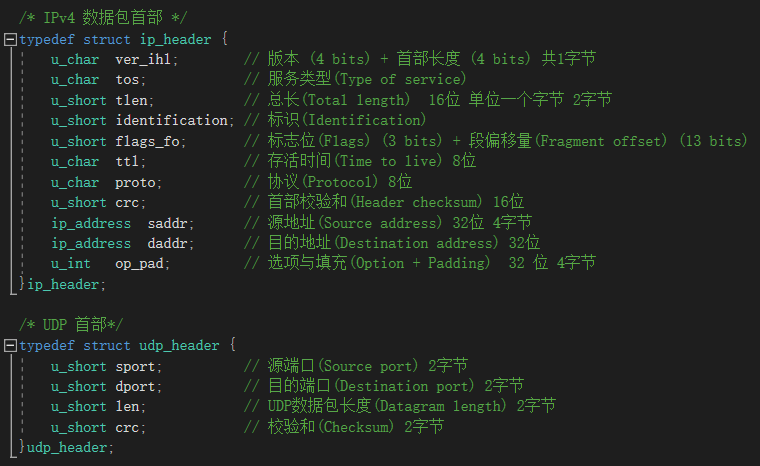 /* IPv4 数据包首部 */
typedef struct ip_header {
u_char ver_ihl; // 版本 (4 bits) + 首部长度 (4 bits) 共1字节
u_char tos; // 服务类型(Type of service)
u_short tlen; // 总长(Total length) 16位 单位一个字节 2字节
u_short identification; // 标识(Identification)
u_short flags_fo; // 标志位(Flags) (3 bits) + 段偏移量(Fragment offset) (13 bits)
u_char ttl; // 存活时间(Time to live) 8位
u_char proto; // 协议(Protocol) 8位
u_short crc; // 首部校验和(Header checksum) 16位
ip_address saddr; // 源地址(Source address) 32位 4字节
ip_address daddr; // 目的地址(Destination address) 32位
u_int op_pad; // 选项与填充(Option + Padding) 32 位 4字节
}ip_header;
/* UDP 首部*/
typedef struct udp_header {
u_short sport; // 源端口(Source port) 2字节
u_short dport; // 目的端口(Destination port) 2字节
u_short len; // UDP数据包长度(Datagram length) 2字节
u_short crc; // 校验和(Checksum) 2字节
}udp_header;